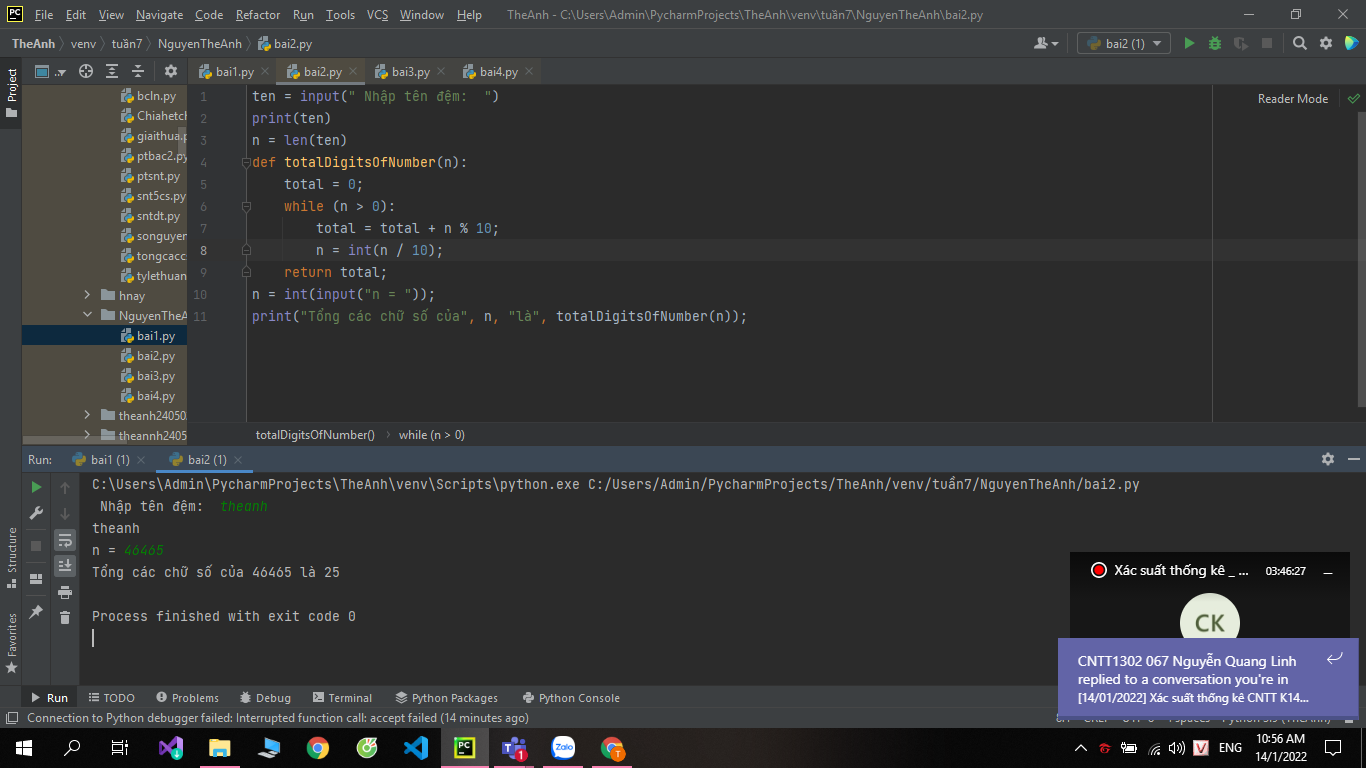 File Edit View Navigate Code Refactor Run Tools VCS Window Help TheAnh - C:\Users\Admin\PycharmProjects\TheAnh\venv\tuần7\NguyenTheAnh\bai2.py
TheAnh venv tuần7 NguyenTheAnh bai2.py bai2 (1)
bai1.py bai2.py bai3.py bai4.py
Project
bcln.py
Chiahetch
giaithua.p
ptbac2.py
ptsnt.py
snt5cs.py
sntdt.py
songuyen
tongcacc
tylethuan
hnay
NguyenTheA
bai1.py
bai2.py
bai3.py
bai4.py
theanh24050
theannh2405
Reader Mode
1 ten = input(" Nhập tên đệm:  ")
2 print(ten)
3 n = len(ten)
4 def totalDigitsOfNumber(n):
5 total = 0;
6 while (n > 0):
7 total = total + n % 10;
8 n = int(n / 10);
9 return total;
10 n = int(input("n = "));
11 print("Tổng các chữ số của", n, "là", totalDigitsOfNumber(n));
totalDigitsOfNumber() while (n > 0)
Run: bai1 (1) bai2 (1)
C:\Users\Admin\PycharmProjects\TheAnh\venv\Scripts\python.exe C:/Users/Admin/PycharmProjects/TheAnh/venv/tuần7/NguyenTheAnh/bai2.py
Nhập tên đệm:  theanh
theanh
n = 46465
Tổng các chữ số của 46465 là 25
Process finished with exit code 0
Structure
Favorites
Xác suất thống kê _ ... 03:46:27
CK
CNTT1302 067 Nguyễn Quang Linh
replied to a conversation you're in
[14/01/2022] Xác suất thống kê CNTT K14...
Run TODO Problems Debug Terminal Python Packages Python Console
Connection to Python debugger failed: Interrupted function call: accept failed (14 minutes ago)
PC 1 Zalo T V ENG 10:56 AM
14/1/2022